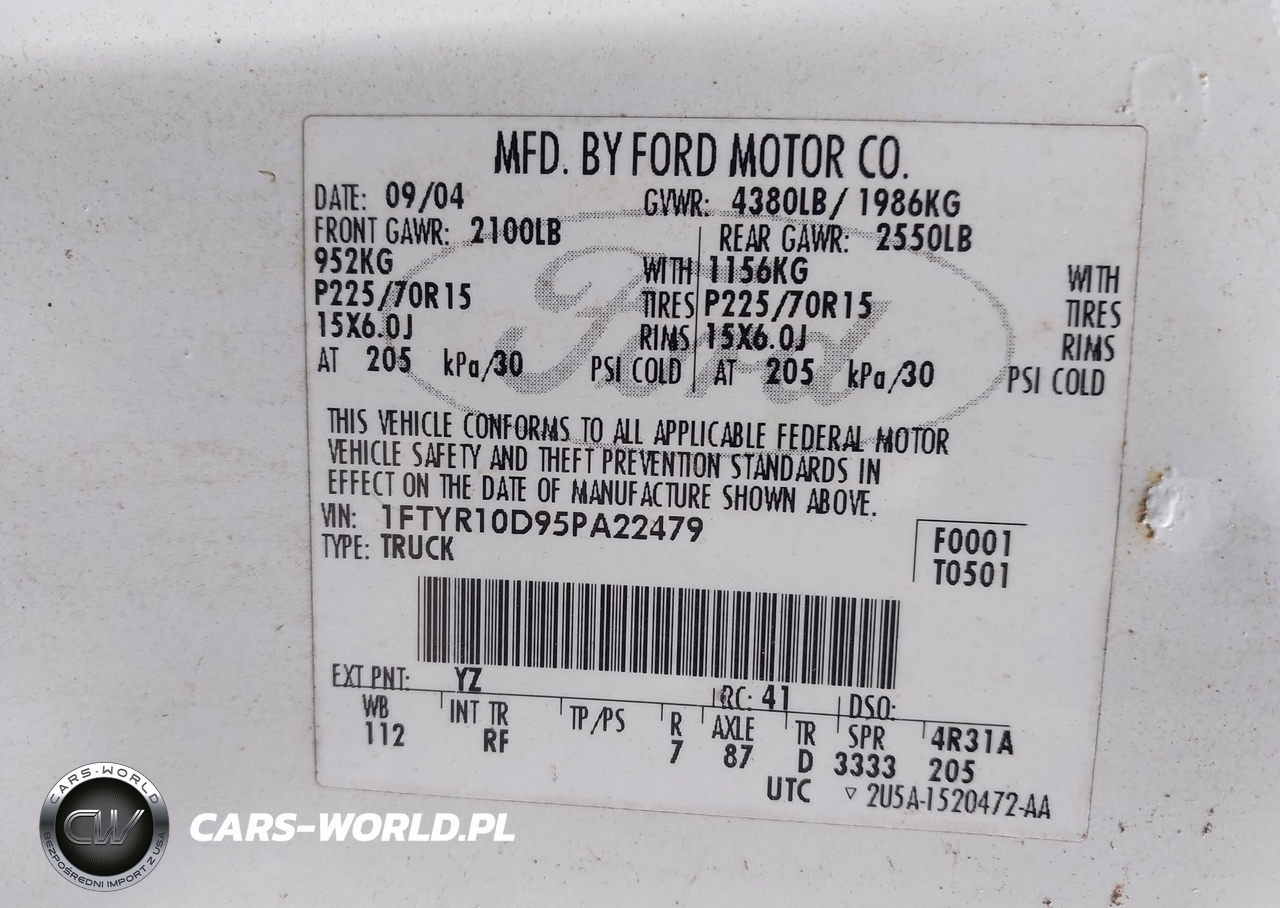 MFD. BY FORD MOTOR CO.
DATE: 09/04 GVWR: 4380LB/ 1986KG
FRONT GAWR: 2100LB REAR GAWR: 2550LB
952KG WITH 1156KG WITH
P225/70R15 TIRES P225/70R15 TIRES
15X6.0J RIMS 15X6.0J RIMS
AT 205 kPa/30 PSI COLD AT 205 kPa/30 PSI COLD
Ford
THIS VEHICLE CONFORMS TO ALL APPLICABLE FEDERAL MOTOR
VEHICLE SAFETY AND THEFT PREVENTION STANDARDS IN
EFFECT ON THE DATE OF MANUFACTURE SHOWN ABOVE.
VIN: 1FTYR10D95PA22479
TYPE: TRUCK
F0001
T0501
EXT PNT: YZ RC: 41 DSO:
WB INT TR TP/PS R AXLE TR SPR 4R31A
112 RF 7 87 D 3333 205
UTC ▽ 2U5A-1520472-AA
CARS-WORLD
CW
BEZPOŚREDNI IMPORT Z USA
CARS-WORLD.PL